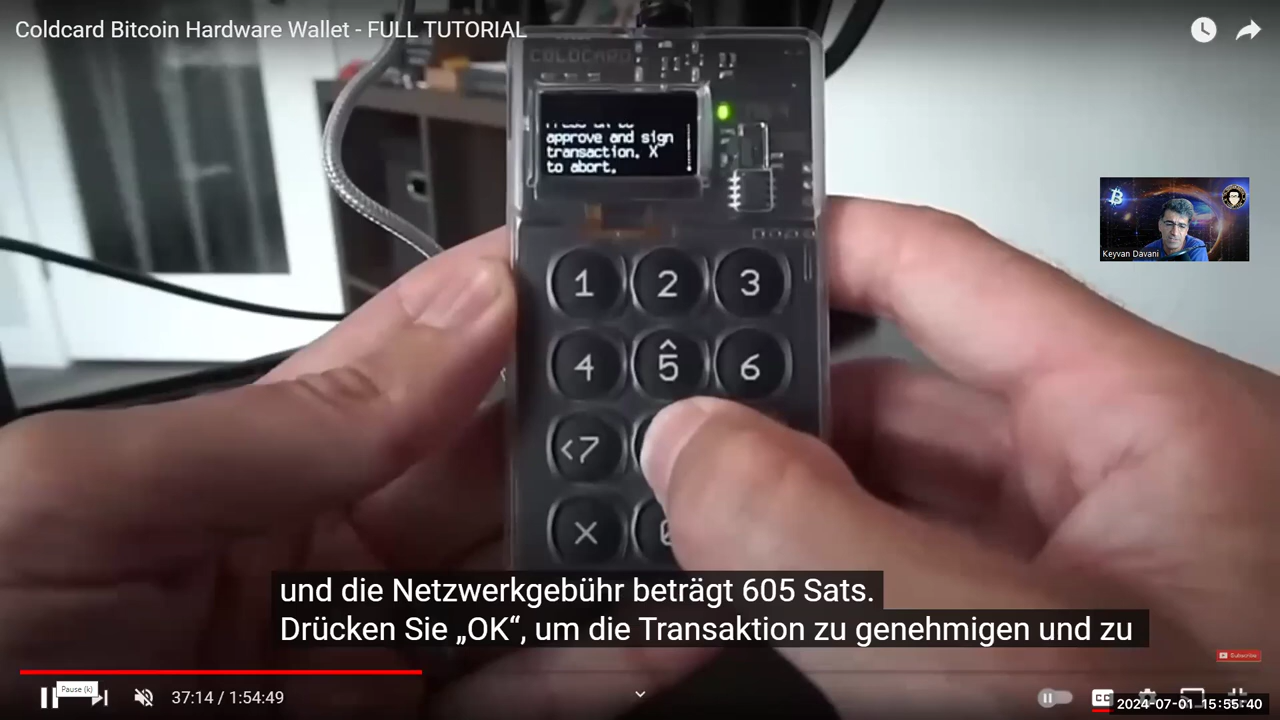 Coldcard Bitcoin Hardware Wallet - FULL TUTORIAL
COLDCARD
approve and sign
transaction. X
to abort.
Keyvan Davani
1 2 3
4 5 6
<7
X
und die Netzwerkgebühr beträgt 605 Sats.
Drücken Sie „OK“, um die Transaktion zu genehmigen und zu
Subscribe
Pause (k)
37:14 / 1:54:49
CC
2024-07-01 15:55:40